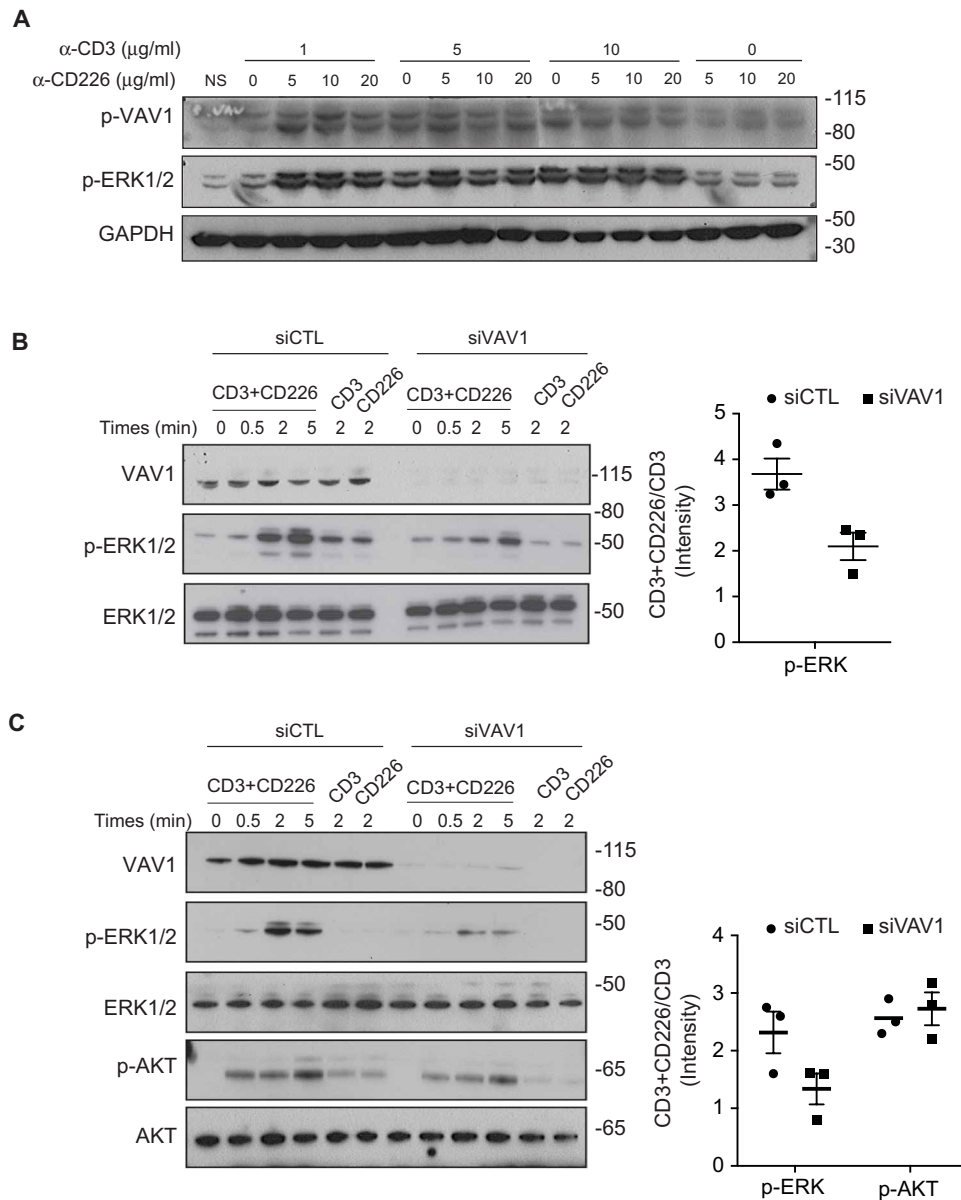 A
α-CD3 (μg/ml) 1 5 10 0
α-CD226 (μg/ml) NS 0 5 10 20 0 5 10 20 0 5 10 20 5 10 20
p-VAV1 -115
-80
p-ERK1/2 -50
GAPDH -50
-30
B
siCTL siVAV1
CD3+CD226 CD3 CD226 CD3+CD226 CD3 CD226
Times (min) 0 0.5 2 5 2 2 0 0.5 2 5 2 2
VAV1 -115
-80
p-ERK1/2 -50
ERK1/2 -50
siCTL siVAV1
CD3+CD226/CD3
(Intensity)
5
4
3
2
1
0
p-ERK
C
siCTL siVAV1
CD3+CD226 CD3 CD226 CD3+CD226 CD3 CD226
Times (min) 0 0.5 2 5 2 2 0 0.5 2 5 2 2
VAV1 -115
-80
p-ERK1/2 -50
ERK1/2 -50
p-AKT -65
AKT -65
siCTL siVAV1
CD3+CD226/CD3
(Intensity)
4
3
2
1
0
p-ERK p-AKT